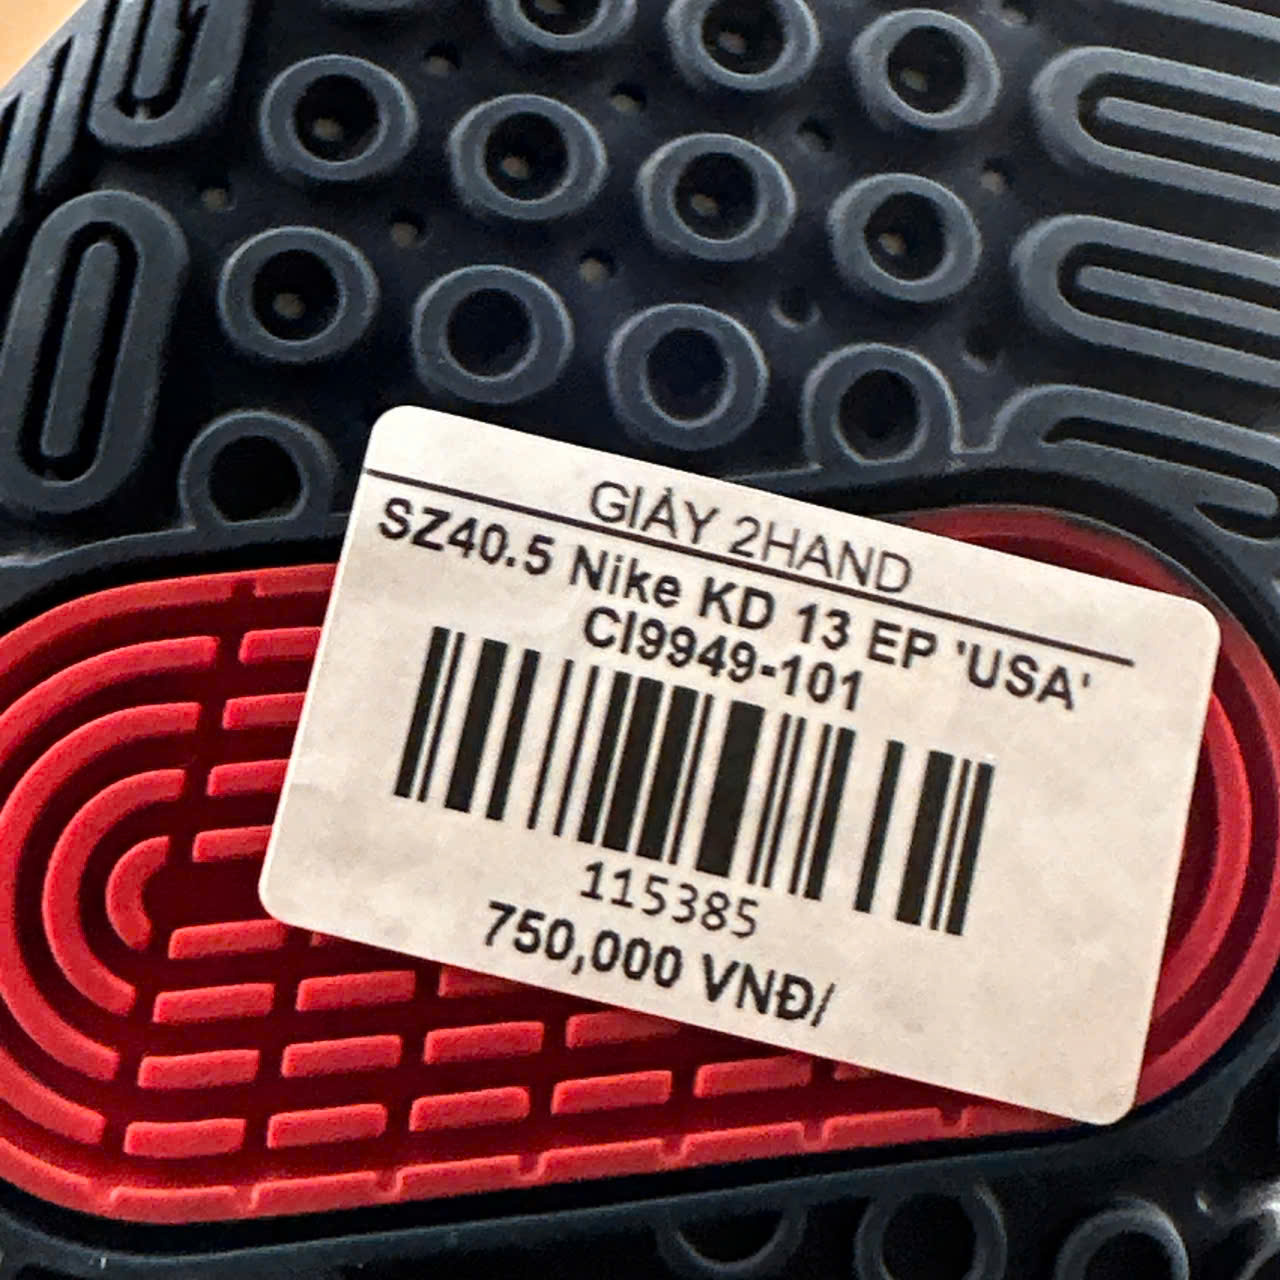 GIÀY 2HAND
SZ40.5 Nike KD 13 EP 'USA'
CI9949-101
115385
750,000 VNĐ/